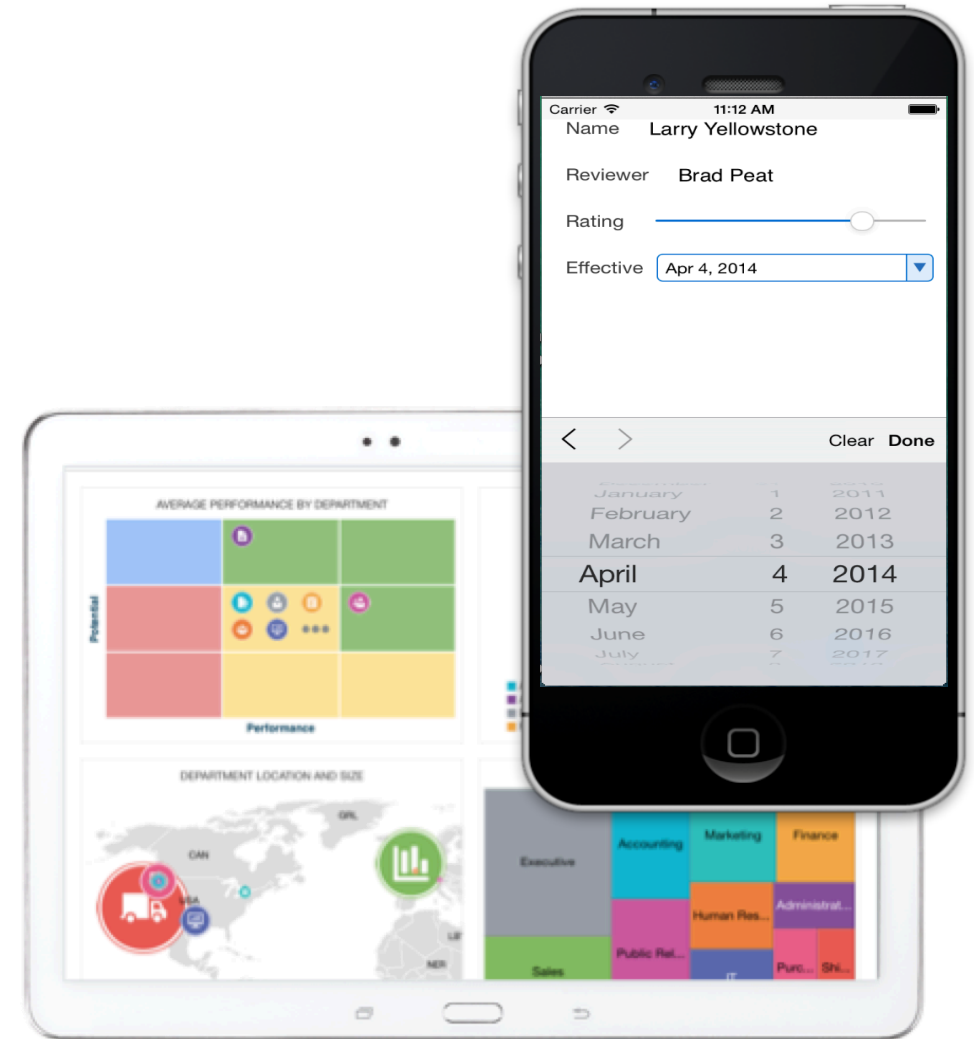 Carrier 11:12 AM
Name Larry Yellowstone
Reviewer Brad Peat
Rating
Effective Apr 4, 2014
Clear Done
January 1 2011
February 2 2012
March 3 2013
April 4 2014
May 5 2015
June 6 2016
July 7 2017
AVERAGE PERFORMANCE BY DEPARTMENT
Potential
Performance
DEPARTMENT LOCATION AND SIZE
GRL
CAN
USA
NER
Executive
Accounting
Marketing
Finance
Human Res...
Administrat...
Public Rel...
Sales
IT
Purc...
Shi...